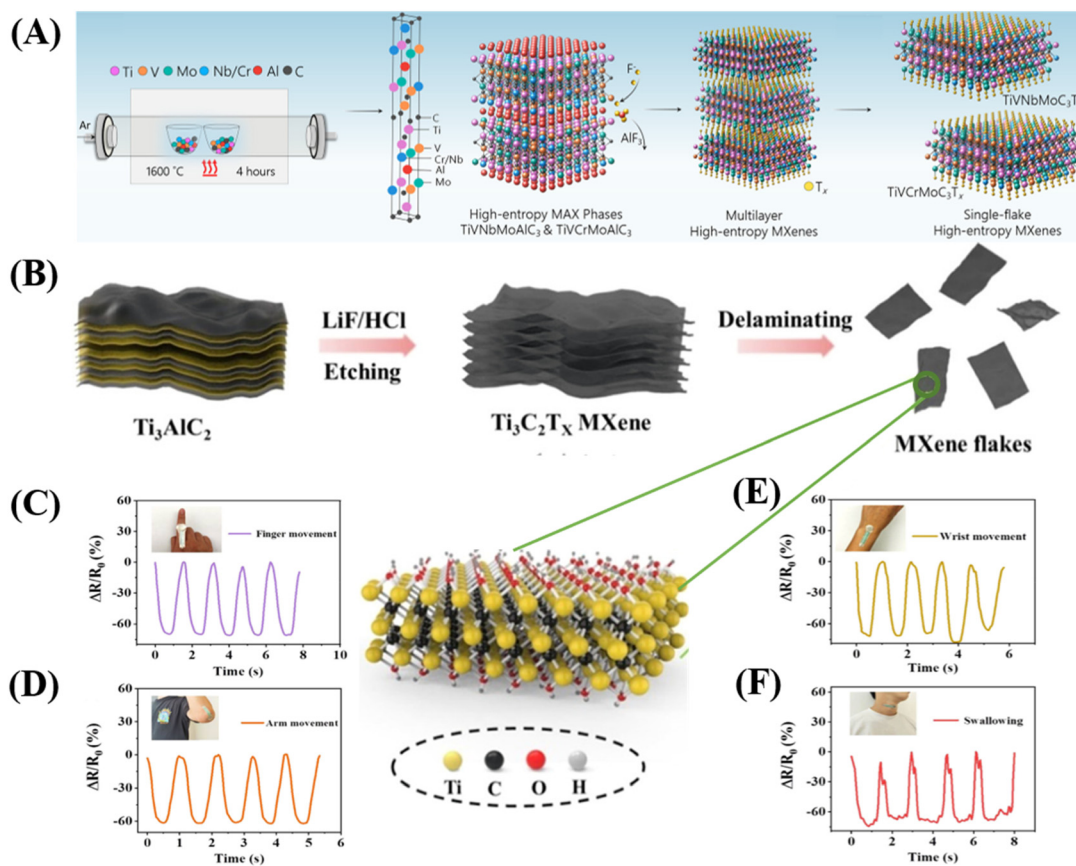 (A)
Ti V Mo Nb/Cr Al C
Ar
1600 °C 4 hours
C
Ti
V
Cr/Nb
Al
Mo
F-
AlF₃
High-entropy MAX Phases
TiVNbMoAlC₃ & TiVCrMoAlC₃
Tₓ
Multilayer
High-entropy MXenes
TiVNbMoC₃T
TiVCrMoC₃Tₓ
Single-flake
High-entropy MXenes
(B)
LiF/HCl
Etching
Delaminating
Ti₃AlC₂
Ti₃C₂Tₓ MXene
MXene flakes
(C)
ΔR/R₀ (%)
60
30
0
-30
-60
Finger movement
0 2 4 6 8 10
Time (s)
(E)
ΔR/R₀ (%)
60
30
0
-30
-60
Wrist movement
0 2 4 6 8
Time (s)
(D)
ΔR/R₀ (%)
60
30
0
-30
-60
Arm movement
0 1 2 3 4 5 6
Time (s)
Ti C O H
(F)
ΔR/R₀ (%)
60
30
0
-30
-60
Swallowing
0 2 4 6 8
Time (s)